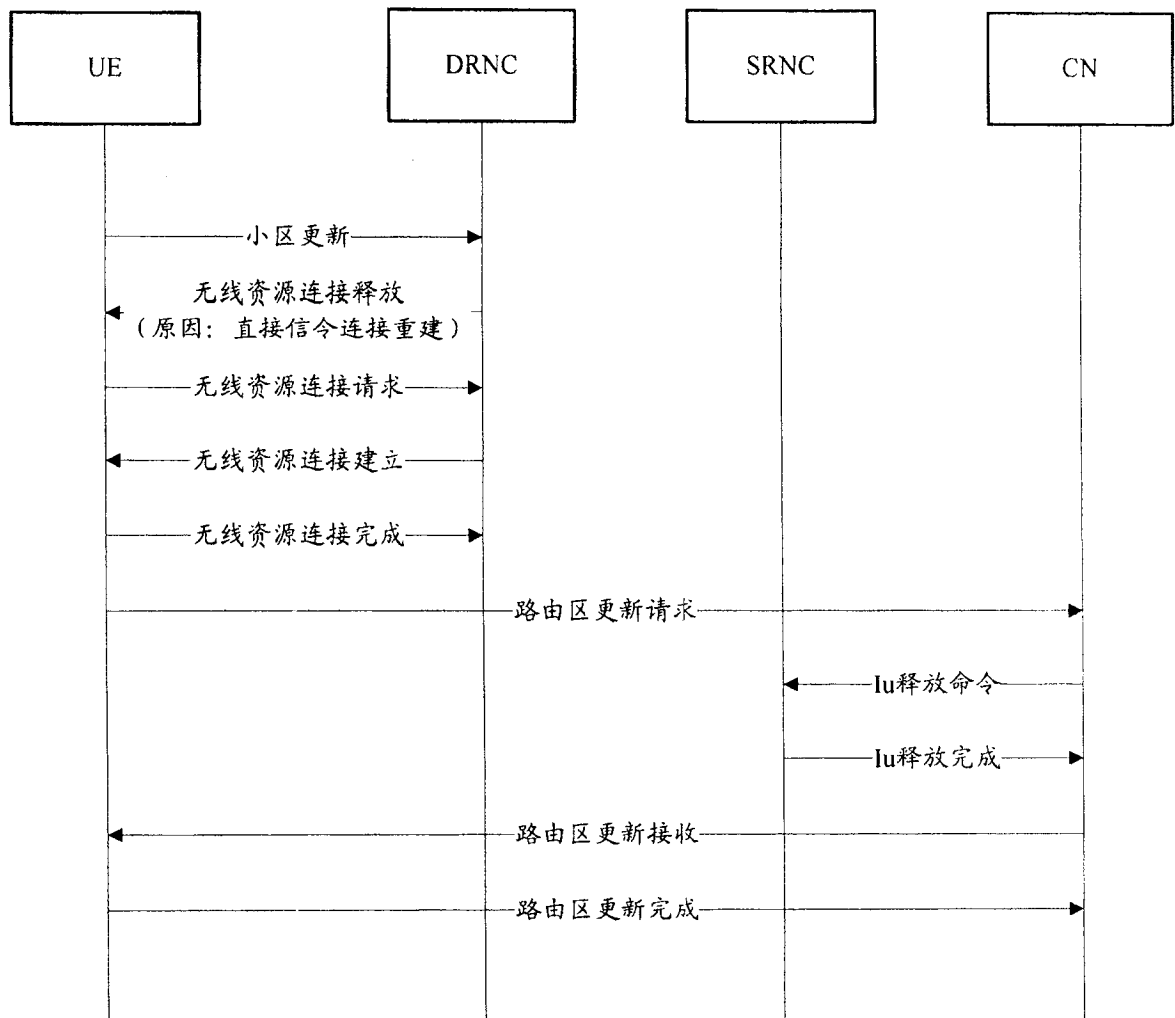 UE
DRNC
SRNC
CN
小区更新
无线资源连接释放
（原因：直接信令连接重建）
无线资源连接请求
无线资源连接建立
无线资源连接完成
路由区更新请求
Iu释放命令
Iu释放完成
路由区更新接收
路由区更新完成